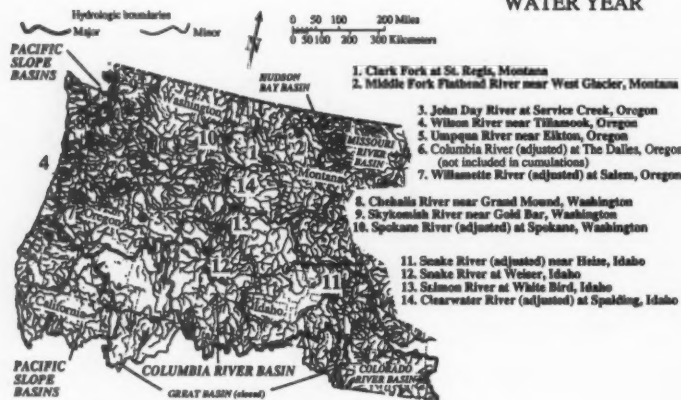 WATER YEAR
Hydrologic boundaries
Major Minor
0 50 100 200 Miles
0 50 100 200 300 Kilometers
PACIFIC
SLOPE
BASINS
HUDSON
BAY BASIN
MISSOURI
RIVER
BASIN
Washington
Montana
Oregon
Idaho
California
10
1
2
4
6
14
13
12
11
PACIFIC
SLOPE
BASINS
COLUMBIA RIVER BASIN
GREAT BASIN (closed)
COLORADO
RIVER BASIN
1. Clark Fork at St. Regis, Montana
2. Middle Fork Flathead River near West Glacier, Montana
3. John Day River at Service Creek, Oregon
4. Wilson River near Tillamook, Oregon
5. Umpqua River near Elkton, Oregon
6. Columbia River (adjusted) at The Dalles, Oregon
(not included in cumulations)
7. Willamette River (adjusted) at Salem, Oregon
8. Chehalis River near Grand Mound, Washington
9. Skykomish River near Gold Bar, Washington
10. Spokane River (adjusted) at Spokane, Washington
11. Snake River (adjusted) near Heise, Idaho
12. Snake River at Weiser, Idaho
13. Salmon River at White Bird, Idaho
14. Clearwater River (adjusted) at Spalding, Idaho